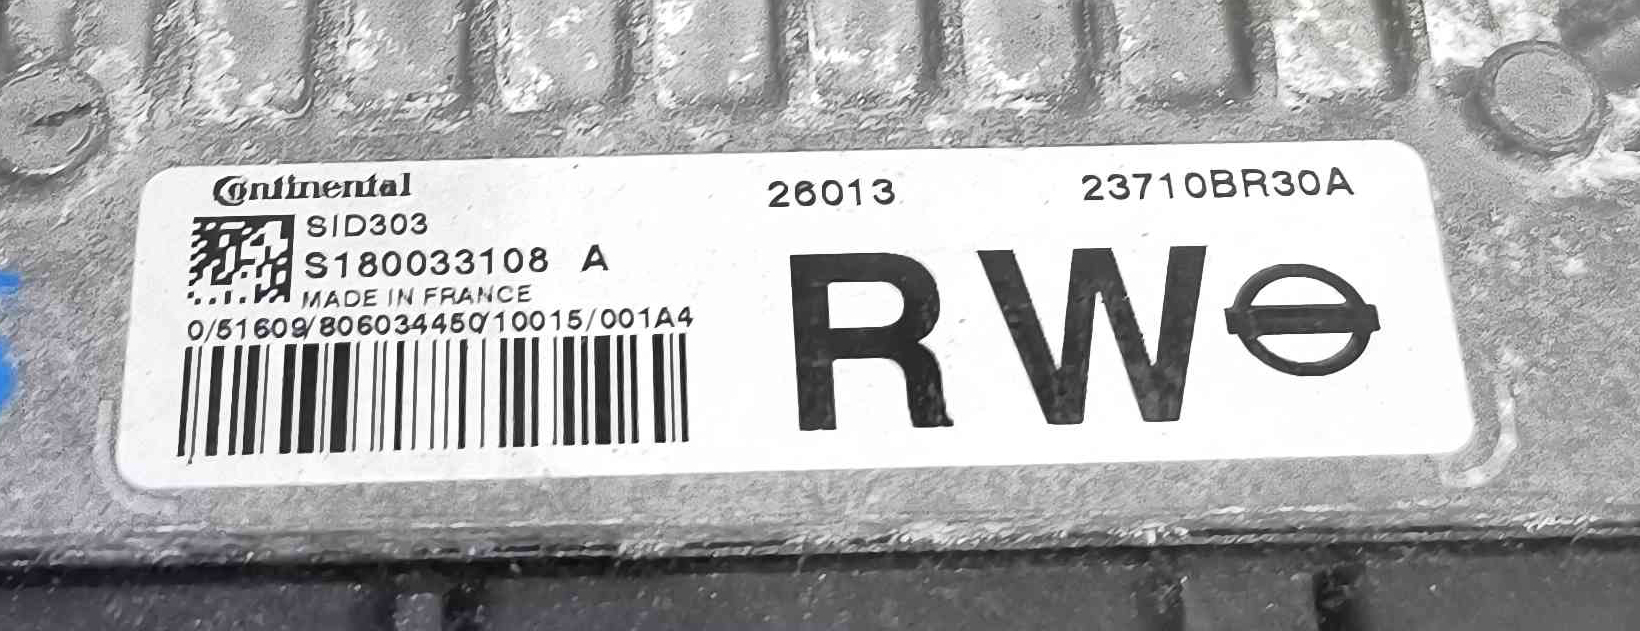 Continental
SID303
S180033108 A
MADE IN FRANCE
0/51609/806034450/10015/001A4
26013
23710BR30A
RW